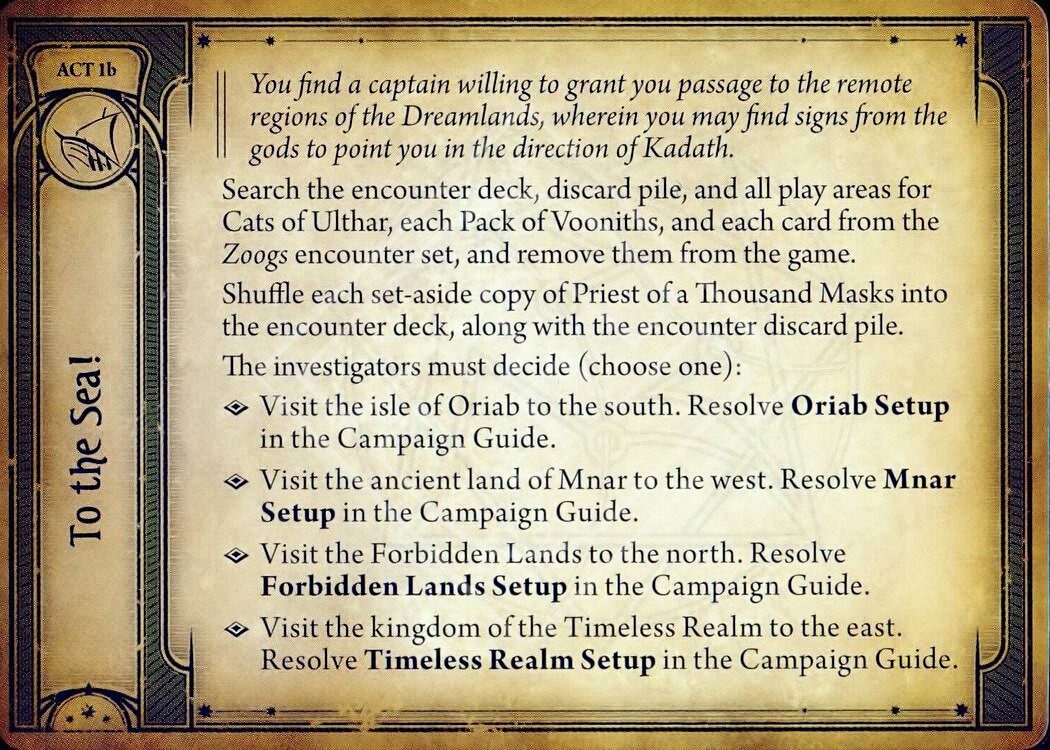 ACT 1b
To the Sea!
You find a captain willing to grant you passage to the remote
regions of the Dreamlands, wherein you may find signs from the
gods to point you in the direction of Kadath.
Search the encounter deck, discard pile, and all play areas for
Cats of Ulthar, each Pack of Vooniths, and each card from the
Zoogs encounter set, and remove them from the game.
Shuffle each set-aside copy of Priest of a Thousand Masks into
the encounter deck, along with the encounter discard pile.
The investigators must decide (choose one):
Visit the isle of Oriab to the south. Resolve Oriab Setup
in the Campaign Guide.
Visit the ancient land of Mnar to the west. Resolve Mnar
Setup in the Campaign Guide.
Visit the Forbidden Lands to the north. Resolve
Forbidden Lands Setup in the Campaign Guide.
Visit the kingdom of the Timeless Realm to the east.
Resolve Timeless Realm Setup in the Campaign Guide.